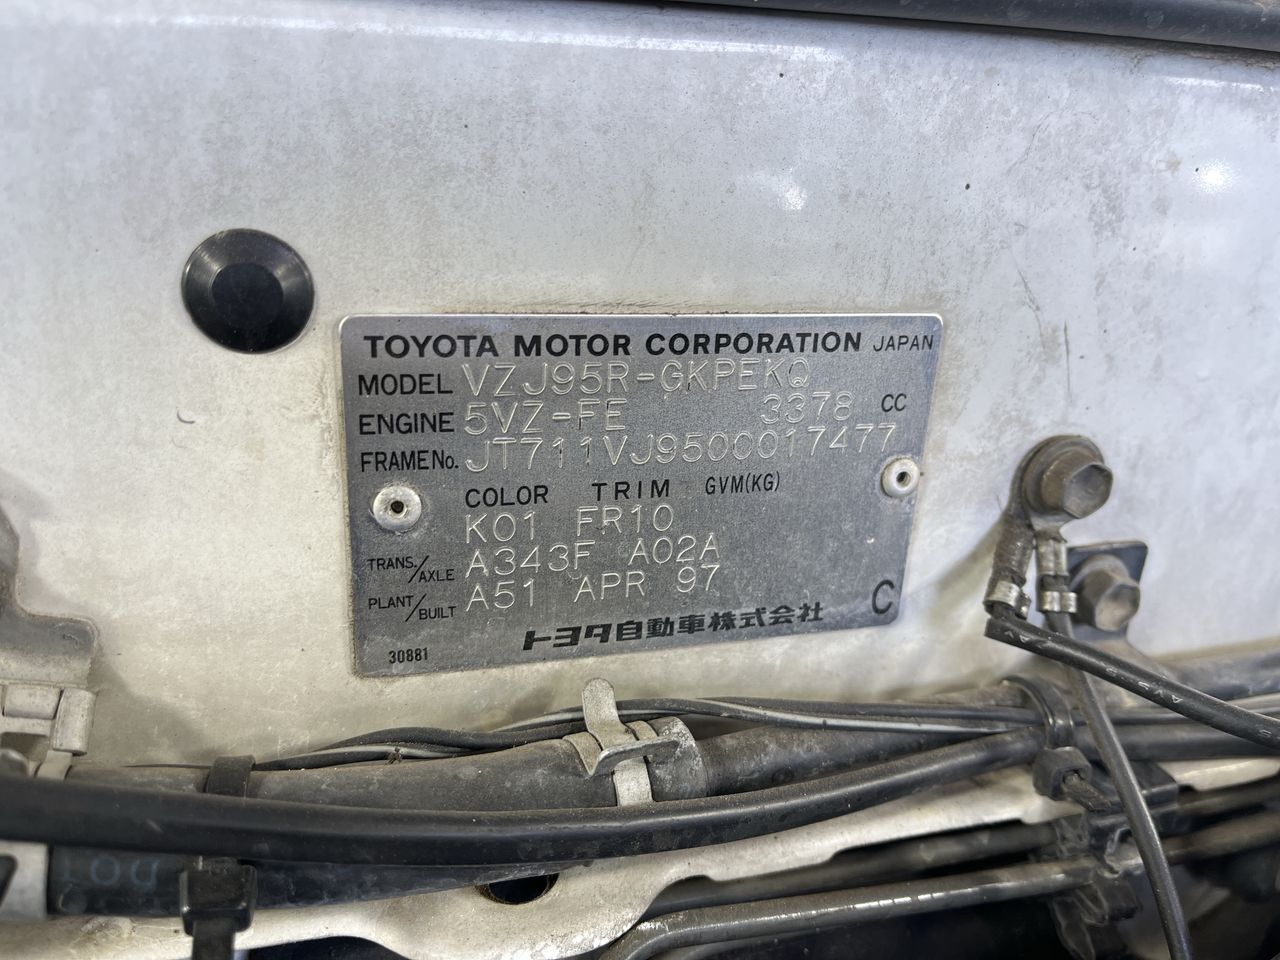 TOYOTA MOTOR CORPORATION JAPAN
MODEL VZJ95R-GKPEKQ
ENGINE 5VZ-FE 3378 CC
FRAME No. JT711VJ9500017477
COLOR TRIM GVM(KG)
K01 FR10
TRANS./AXLE A343F A02A
PLANT/BUILT A51 APR 97
トヨタ自動車株式会社 C
30881